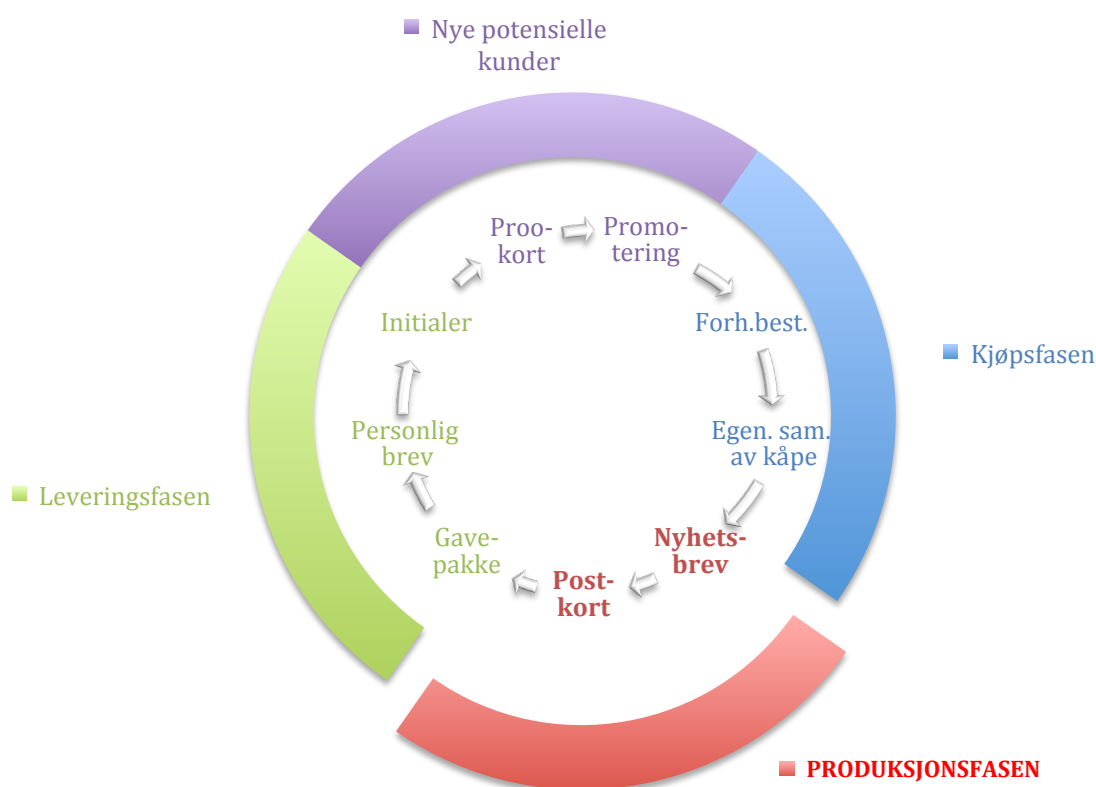 Nye potensielle
kunder
Proo-
kort
Promo-
tering
Initialer
Forh.best.
Kjøpsfasen
Personlig
brev
Egen. sam.
av kåpe
Leveringsfasen
Gave-
pakke
Nyhets-
brev
Post-
kort
PRODUKSJONSFASEN